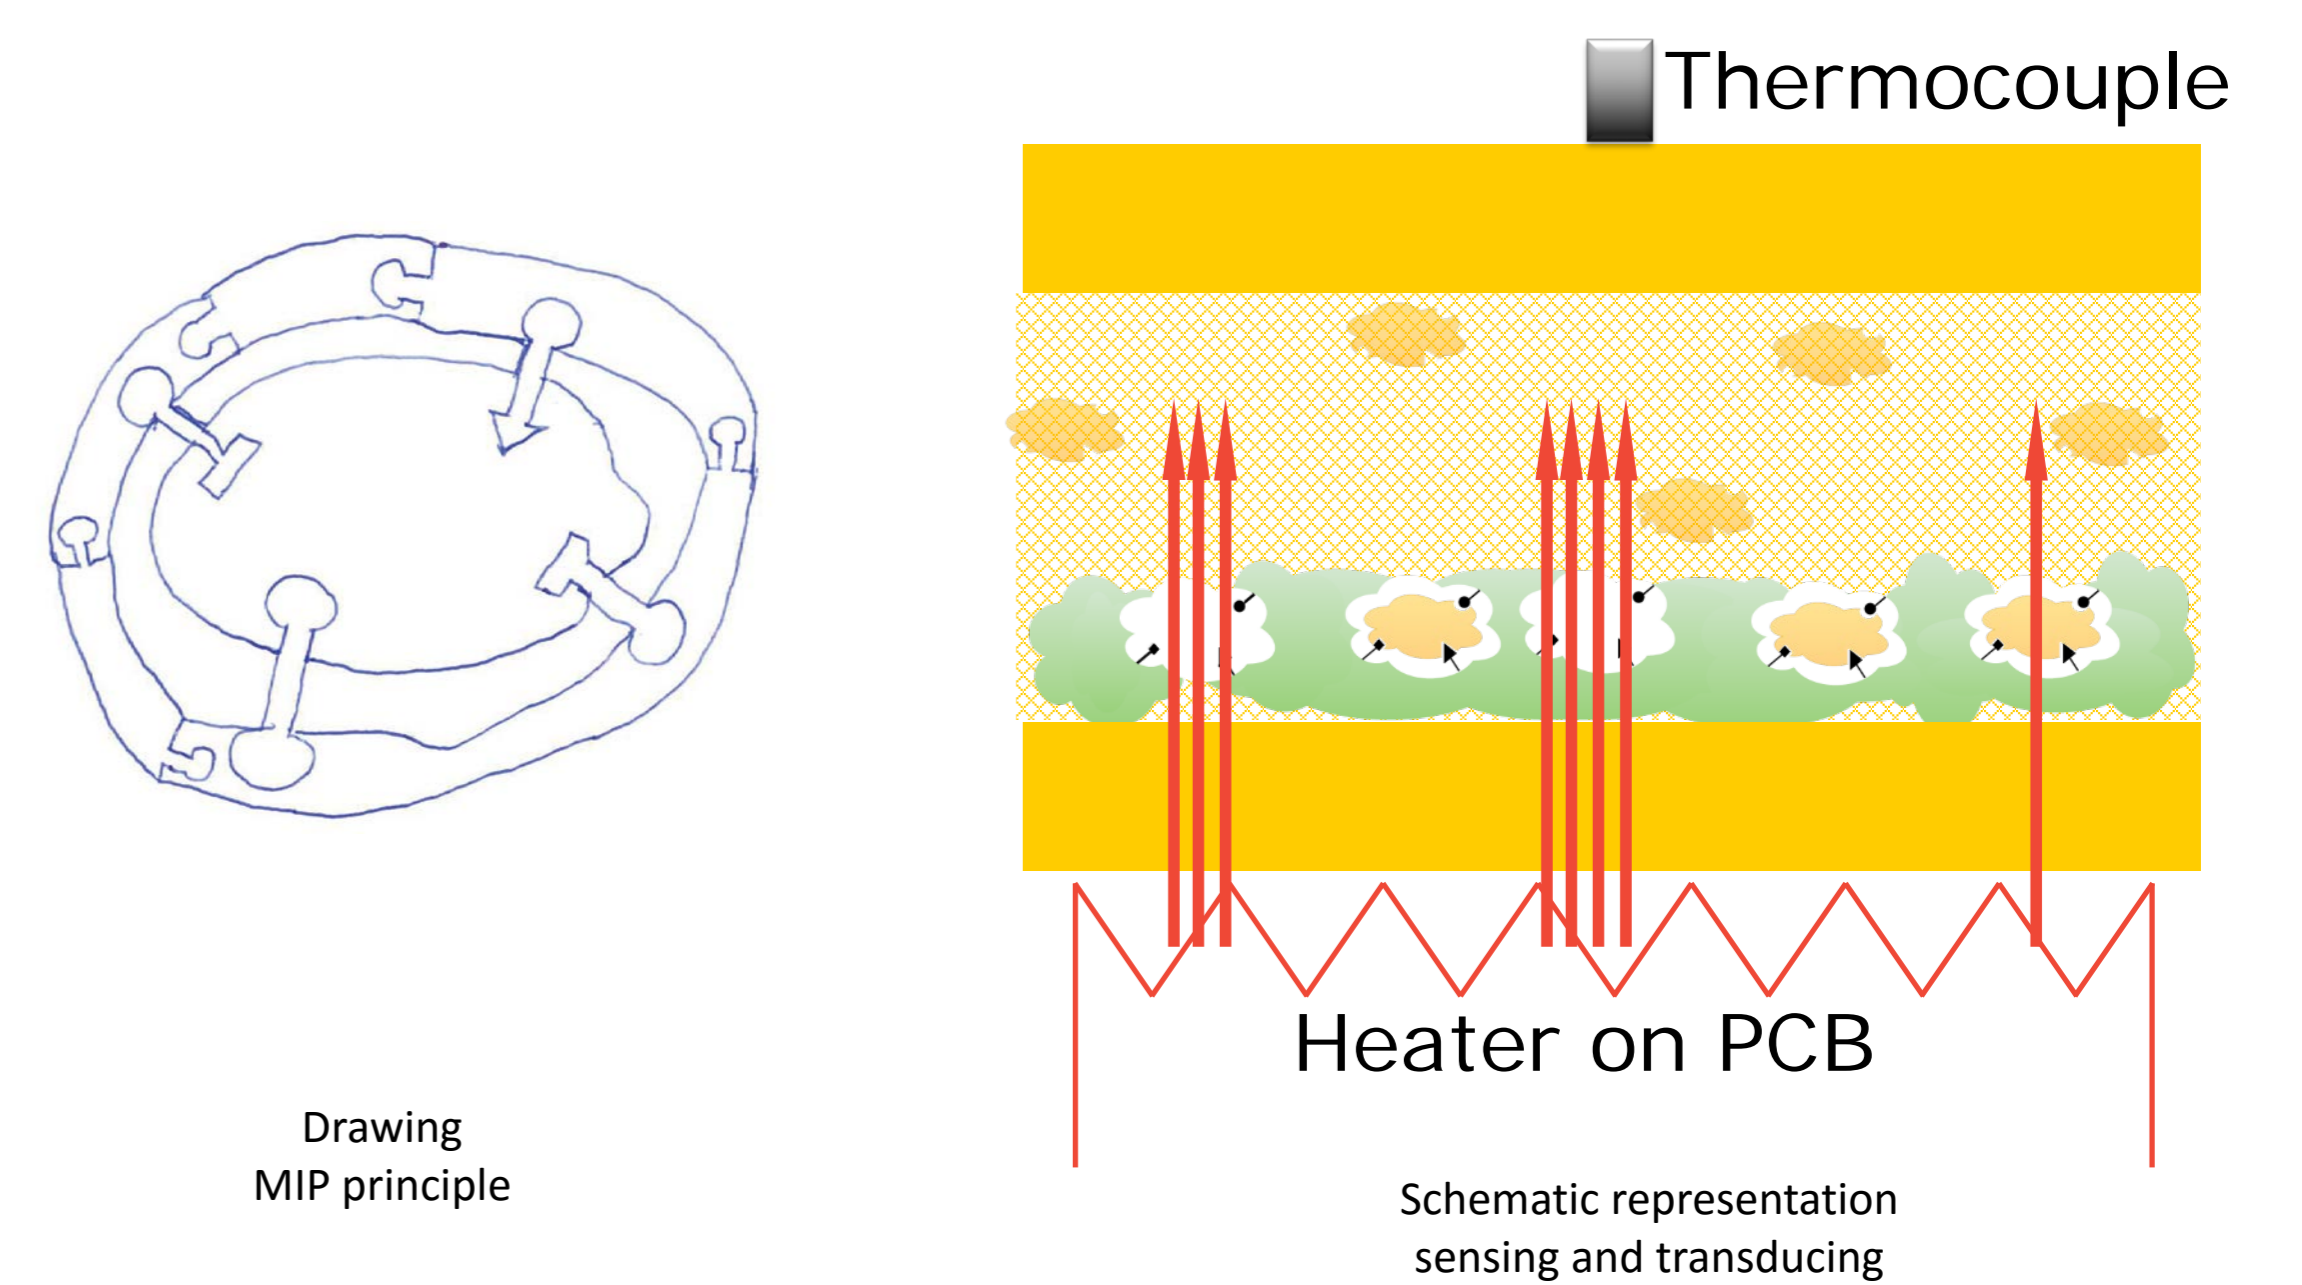 Thermocouple
Heater on PCB
Drawing
MIP principle
Schematic representation
sensing and transducing